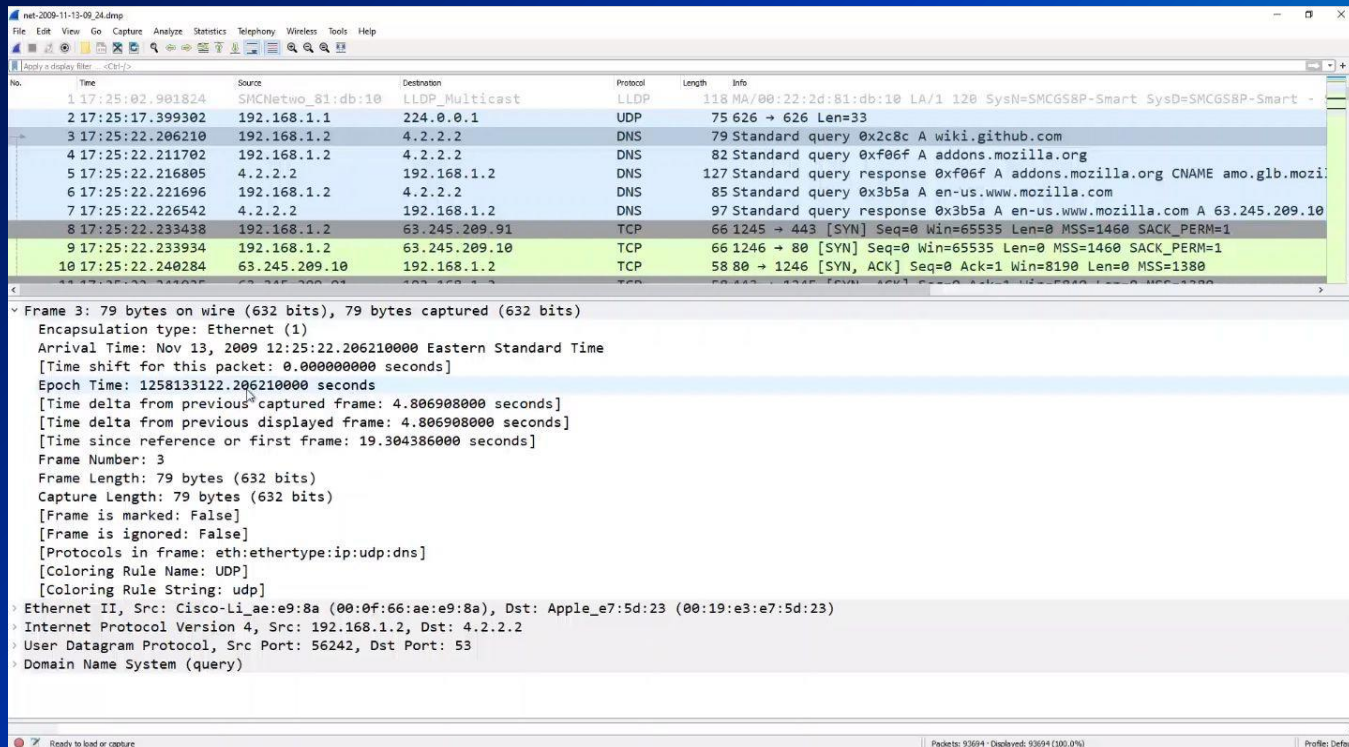 net-2009-11-13-09_24.dmp
File Edit View Go Capture Analyze Statistics Telephony Wireless Tools Help
Apply a display filter ... <Ctrl-/>
No. Time Source Destination Protocol Length Info
1 17:25:02.901824 SMCNetwo_81:db:10 LLDP_Multicast LLDP 118 MA/00:22:2d:81:db:10 LA/1 120 SysN=SMCGS8P-Smart SysD=SMCGS8P-Smart -
2 17:25:17.399302 192.168.1.1 224.0.0.1 UDP 75 626 → 626 Len=33
3 17:25:22.206210 192.168.1.2 4.2.2.2 DNS 79 Standard query 0x2c8c A wiki.github.com
4 17:25:22.211702 192.168.1.2 4.2.2.2 DNS 82 Standard query 0xf06f A addons.mozilla.org
5 17:25:22.216805 4.2.2.2 192.168.1.2 DNS 127 Standard query response 0xf06f A addons.mozilla.org CNAME amo.glb.mozi
6 17:25:22.221696 192.168.1.2 4.2.2.2 DNS 85 Standard query 0x3b5a A en-us.www.mozilla.com
7 17:25:22.226542 4.2.2.2 192.168.1.2 DNS 97 Standard query response 0x3b5a A en-us.www.mozilla.com A 63.245.209.10
8 17:25:22.233438 192.168.1.2 63.245.209.91 TCP 66 1245 → 443 [SYN] Seq=0 Win=65535 Len=0 MSS=1460 SACK_PERM=1
9 17:25:22.233934 192.168.1.2 63.245.209.10 TCP 66 1246 → 80 [SYN] Seq=0 Win=65535 Len=0 MSS=1460 SACK_PERM=1
10 17:25:22.240284 63.245.209.10 192.168.1.2 TCP 58 80 → 1246 [SYN, ACK] Seq=0 Ack=1 Win=8190 Len=0 MSS=1380
Frame 3: 79 bytes on wire (632 bits), 79 bytes captured (632 bits)
Encapsulation type: Ethernet (1)
Arrival Time: Nov 13, 2009 12:25:22.206210000 Eastern Standard Time
[Time shift for this packet: 0.000000000 seconds]
Epoch Time: 1258133122.206210000 seconds
[Time delta from previous captured frame: 4.806908000 seconds]
[Time delta from previous displayed frame: 4.806908000 seconds]
[Time since reference or first frame: 19.304386000 seconds]
Frame Number: 3
Frame Length: 79 bytes (632 bits)
Capture Length: 79 bytes (632 bits)
[Frame is marked: False]
[Frame is ignored: False]
[Protocols in frame: eth:ethertype:ip:udp:dns]
[Coloring Rule Name: UDP]
[Coloring Rule String: udp]
Ethernet II, Src: Cisco-Li_ae:e9:8a (00:0f:66:ae:e9:8a), Dst: Apple_e7:5d:23 (00:19:e3:e7:5d:23)
Internet Protocol Version 4, Src: 192.168.1.2, Dst: 4.2.2.2
User Datagram Protocol, Src Port: 56242, Dst Port: 53
Domain Name System (query)
Ready to load or capture
Packets: 93694 · Displayed: 93694 (100.0%)
Profile: Defau